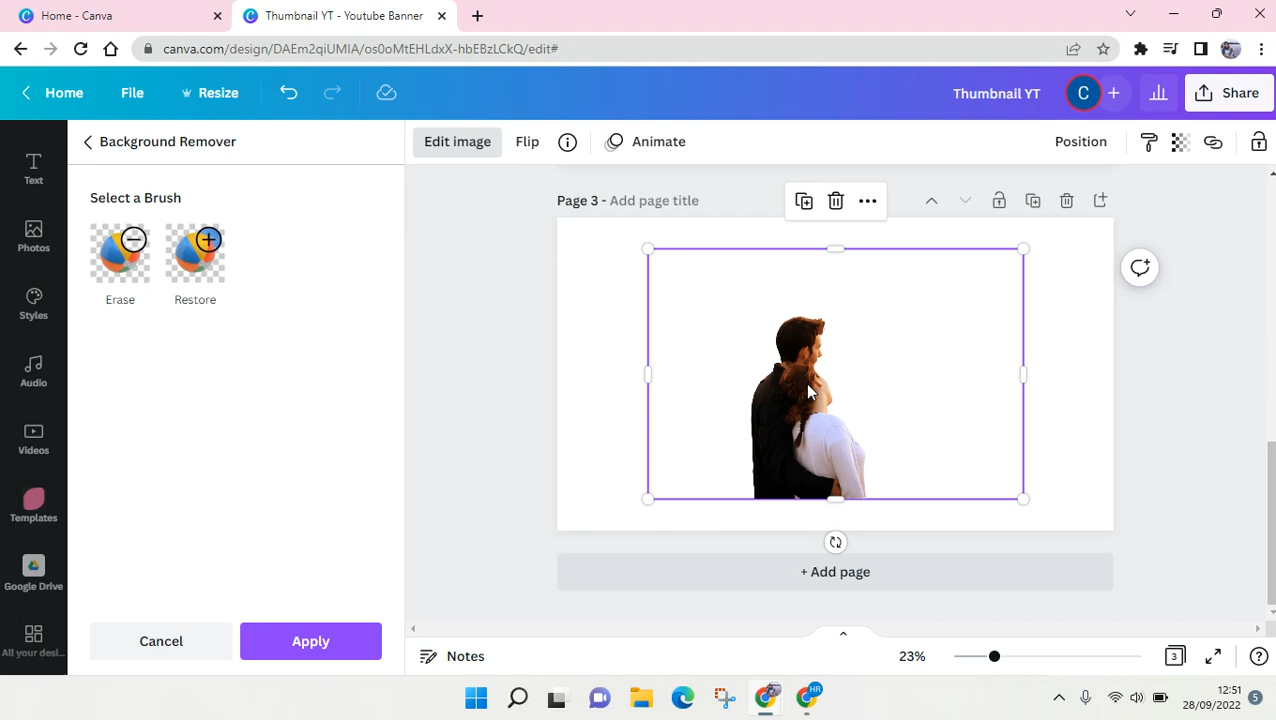 Home - Canva
Thumbnail YT - Youtube Banner
canva.com/design/DAEm2qiUMIA/os0oMtEHLdxX-hbEBzLCkQ/edit#
Home
File
Resize
Thumbnail YT
C
Share
Background Remover
Edit image
Flip
Animate
Position
Text
Photos
Styles
Audio
Videos
Templates
Google Drive
All your desi...
Select a Brush
Erase
Restore
Page 3 - Add page title
+ Add page
Cancel
Apply
Notes
23%
3
HR
12:51
28/09/2022
5